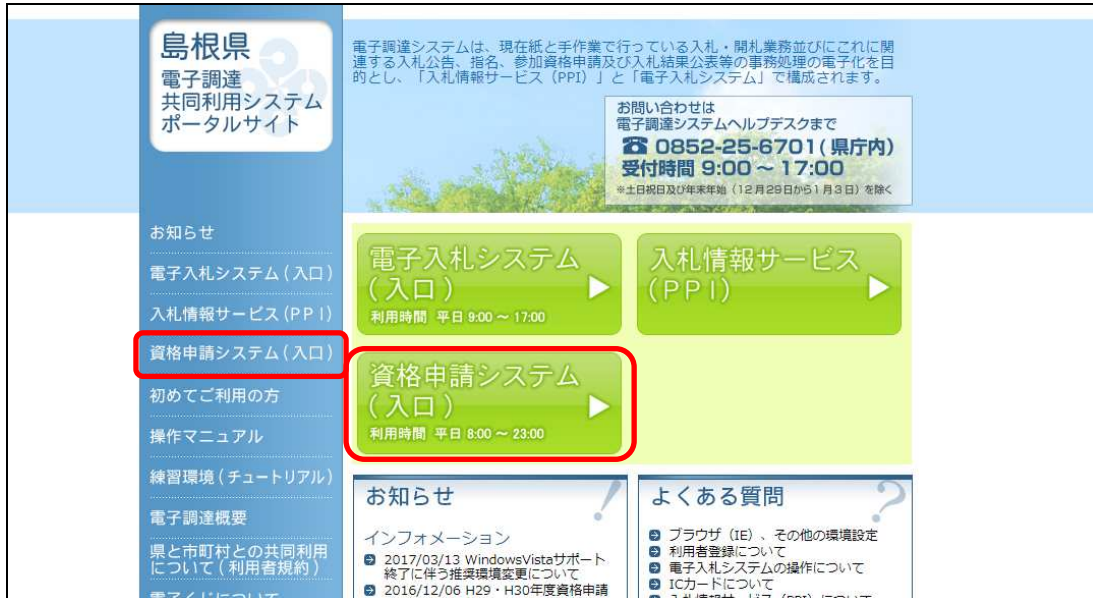 島根県
電子調達
共同利用システム
ポータルサイト
電子調達システムは、現在紙と手作業で行っている入札・開札業務並びにこれに関
連する入札公告、指名、参加資格申請及び入札結果公表等の事務処理の電子化を目
的とし、「入札情報サービス（PPI）」と「電子入札システム」で構成されます。
お問い合わせは
電子調達システムヘルプデスクまで
☎ 0852-25-6701(県庁内)
受付時間 9:00 ～ 17:00
※土日祝日及び年末年始（12月29日から1月3日）を除く
お知らせ
電子入札システム(入口)
入札情報サービス(PPI)
資格申請システム(入口)
初めてご利用の方
操作マニュアル
練習環境(チュートリアル)
電子調達概要
県と市町村との共同利用
について(利用者規約)
電子くじについて
電子入札システム
(入口)
利用時間 平日 9:00 ～ 17:00
入札情報サービス
(PPI)
資格申請システム
(入口)
利用時間 平日 8:00 ～ 23:00
お知らせ
!
インフォメーション
2017/03/13 WindowsVistaサポート
終了に伴う推奨環境変更について
2016/12/06 H29・H30年度資格申請
よくある質問
?
ブラウザ（IE）、その他の環境設定
利用者登録について
電子入札システムの操作について
ICカードについて
入札情報サービス（PPI）について